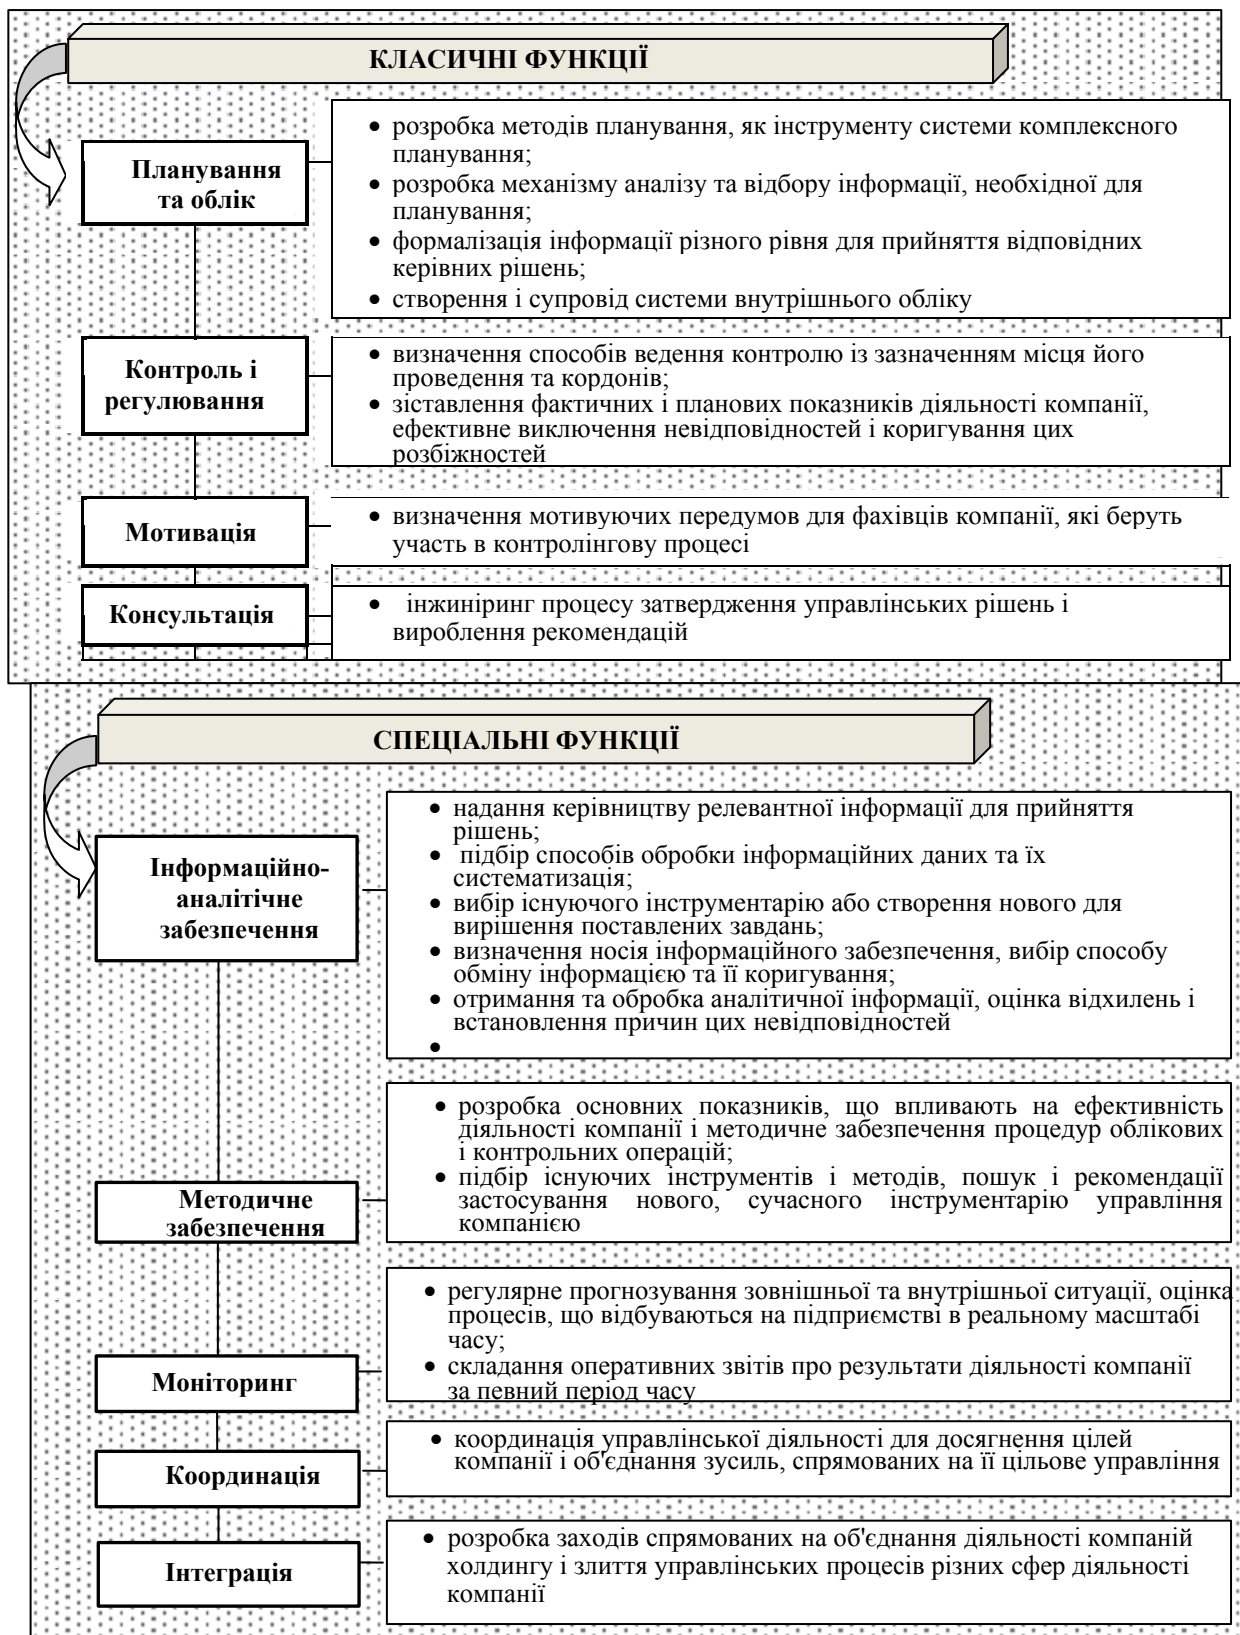 КЛАСИЧНІ ФУНКЦІЇ
Планування
та облік
• розробка методів планування, як інструменту системи комплексного
планування;
• розробка механізму аналізу та відбору інформації, необхідної для
планування;
• формалізація інформації різного рівня для прийняття відповідних
керівних рішень;
• створення і супровід системи внутрішнього обліку
Контроль і
регулювання
• визначення способів ведення контролю із зазначенням місця його
проведення та кордонів;
• зіставлення фактичних і планових показників діяльності компанії,
ефективне виключення невідповідностей і коригування цих
розбіжностей
Мотивація
• визначення мотивуючих передумов для фахівців компанії, які беруть
участь в контролінгову процесі
Консультація
• інжиніринг процесу затвердження управлінських рішень і
вироблення рекомендацій
СПЕЦІАЛЬНІ ФУНКЦІЇ
Інформаційно-
аналітічне
забезпечення
• надання керівництву релевантної інформації для прийняття
рішень;
• підбір способів обробки інформаційних даних та їх
систематизація;
• вибір існуючого інструментарію або створення нового для
вирішення поставлених завдань;
• визначення носія інформаційного забезпечення, вибір способу
обміну інформацією та її коригування;
• отримання та обробка аналітичної інформації, оцінка відхилень і
встановлення причин цих невідповідностей
•
Методичне
забезпечення
• розробка основних показників, що впливають на ефективність
діяльності компанії і методичне забезпечення процедур облікових
і контрольних операцій;
• підбір існуючих інструментів і методів, пошук і рекомендації
застосування нового, сучасного інструментарію управління
компанією
Моніторинг
• регулярне прогнозування зовнішньої та внутрішньої ситуації, оцінка
процесів, що відбуваються на підприємстві в реальному масштабі
часу;
• складання оперативних звітів про результати діяльності компанії
за певний період часу
Координація
• координація управлінської діяльності для досягнення цілей
компанії і об'єднання зусиль, спрямованих на її цільове управління
Інтеграція
• розробка заходів спрямованих на об'єднання діяльності компаній
холдингу і злиття управлінських процесів різних сфер діяльності
компанії